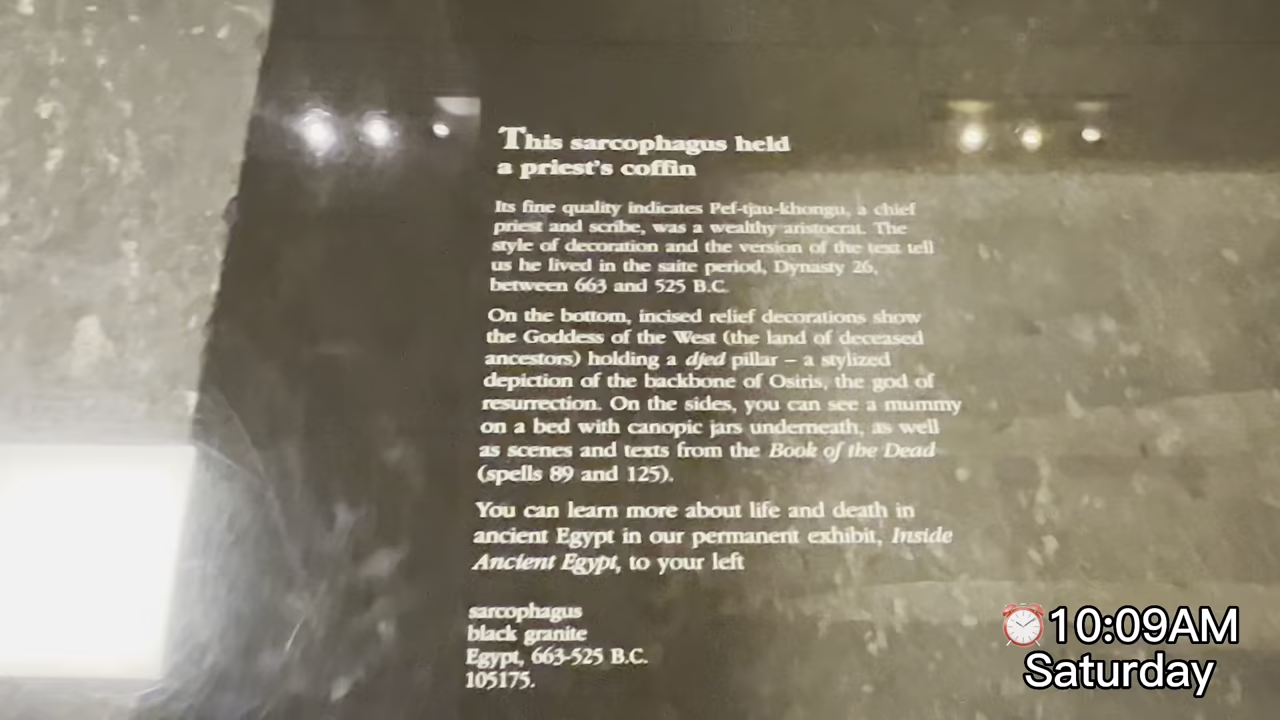 This sarcophagus held
a priest's coffin
Its fine quality indicates Pef-tjau-khongu, a chief
priest and scribe, was a wealthy aristocrat. The
style of decoration and the version of the text tell
us he lived in the saite period, Dynasty 26,
between 663 and 525 B.C.
On the bottom, incised relief decorations show
the Goddess of the West (the land of deceased
ancestors) holding a djed pillar – a stylized
depiction of the backbone of Osiris, the god of
resurrection. On the sides, you can see a mummy
on a bed with canopic jars underneath, as well
as scenes and texts from the Book of the Dead
(spells 89 and 125).
You can learn more about life and death in
ancient Egypt in our permanent exhibit, Inside
Ancient Egypt, to your left
sarcophagus
black granite
Egypt, 663-525 B.C.
105175.
⏰10:09AM
Saturday